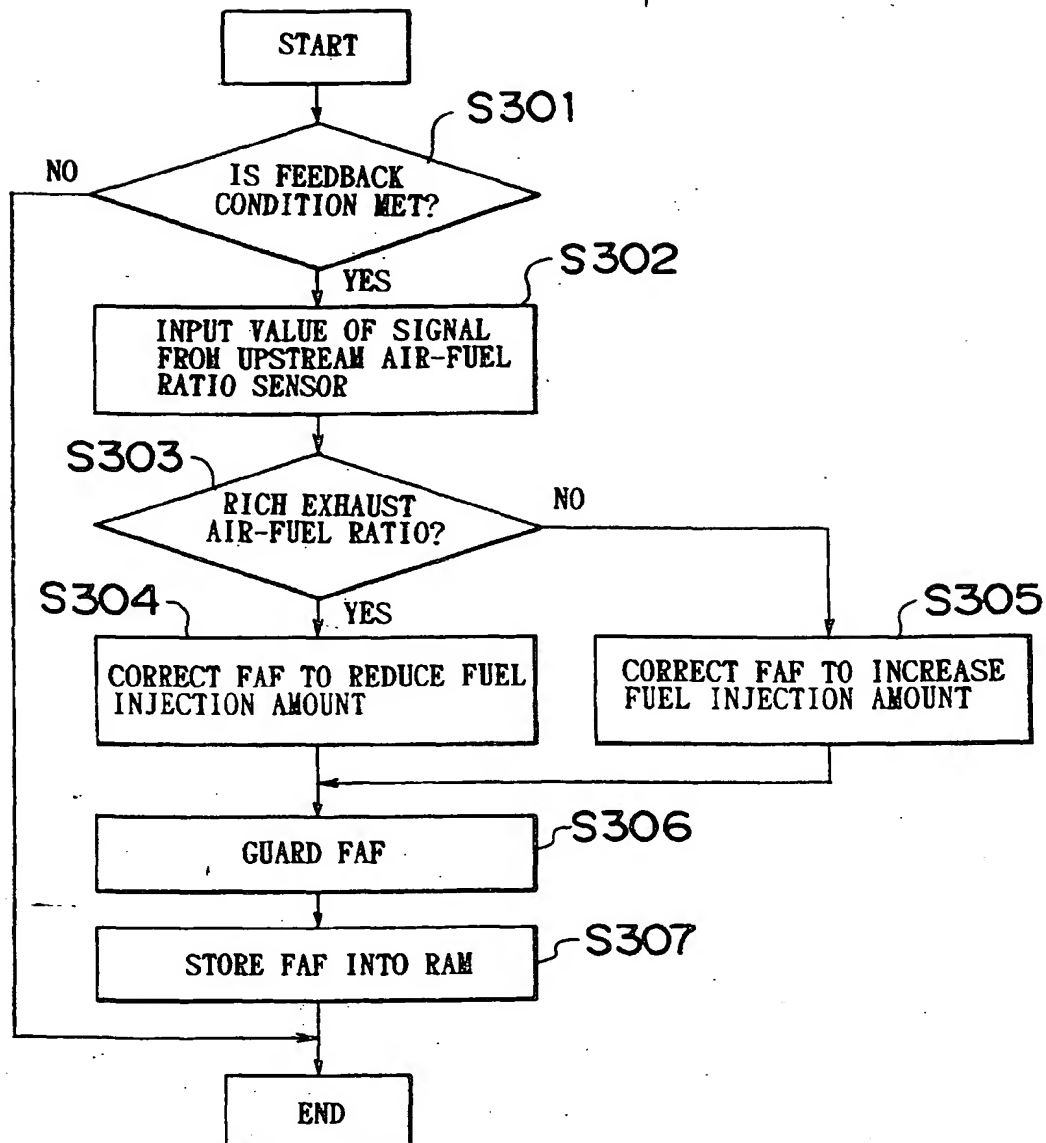 START
S301
NO
IS FEEDBACK
CONDITION MET?
YES
S302
INPUT VALUE OF SIGNAL
FROM UPSTREAM AIR-FUEL
RATIO SENSOR
S303
RICH EXHAUST
AIR-FUEL RATIO?
NO
S304
YES
S305
CORRECT FAF TO REDUCE FUEL
INJECTION AMOUNT
CORRECT FAF TO INCREASE
FUEL INJECTION AMOUNT
S306
GUARD FAF
S307
STORE FAF INTO RAM
END